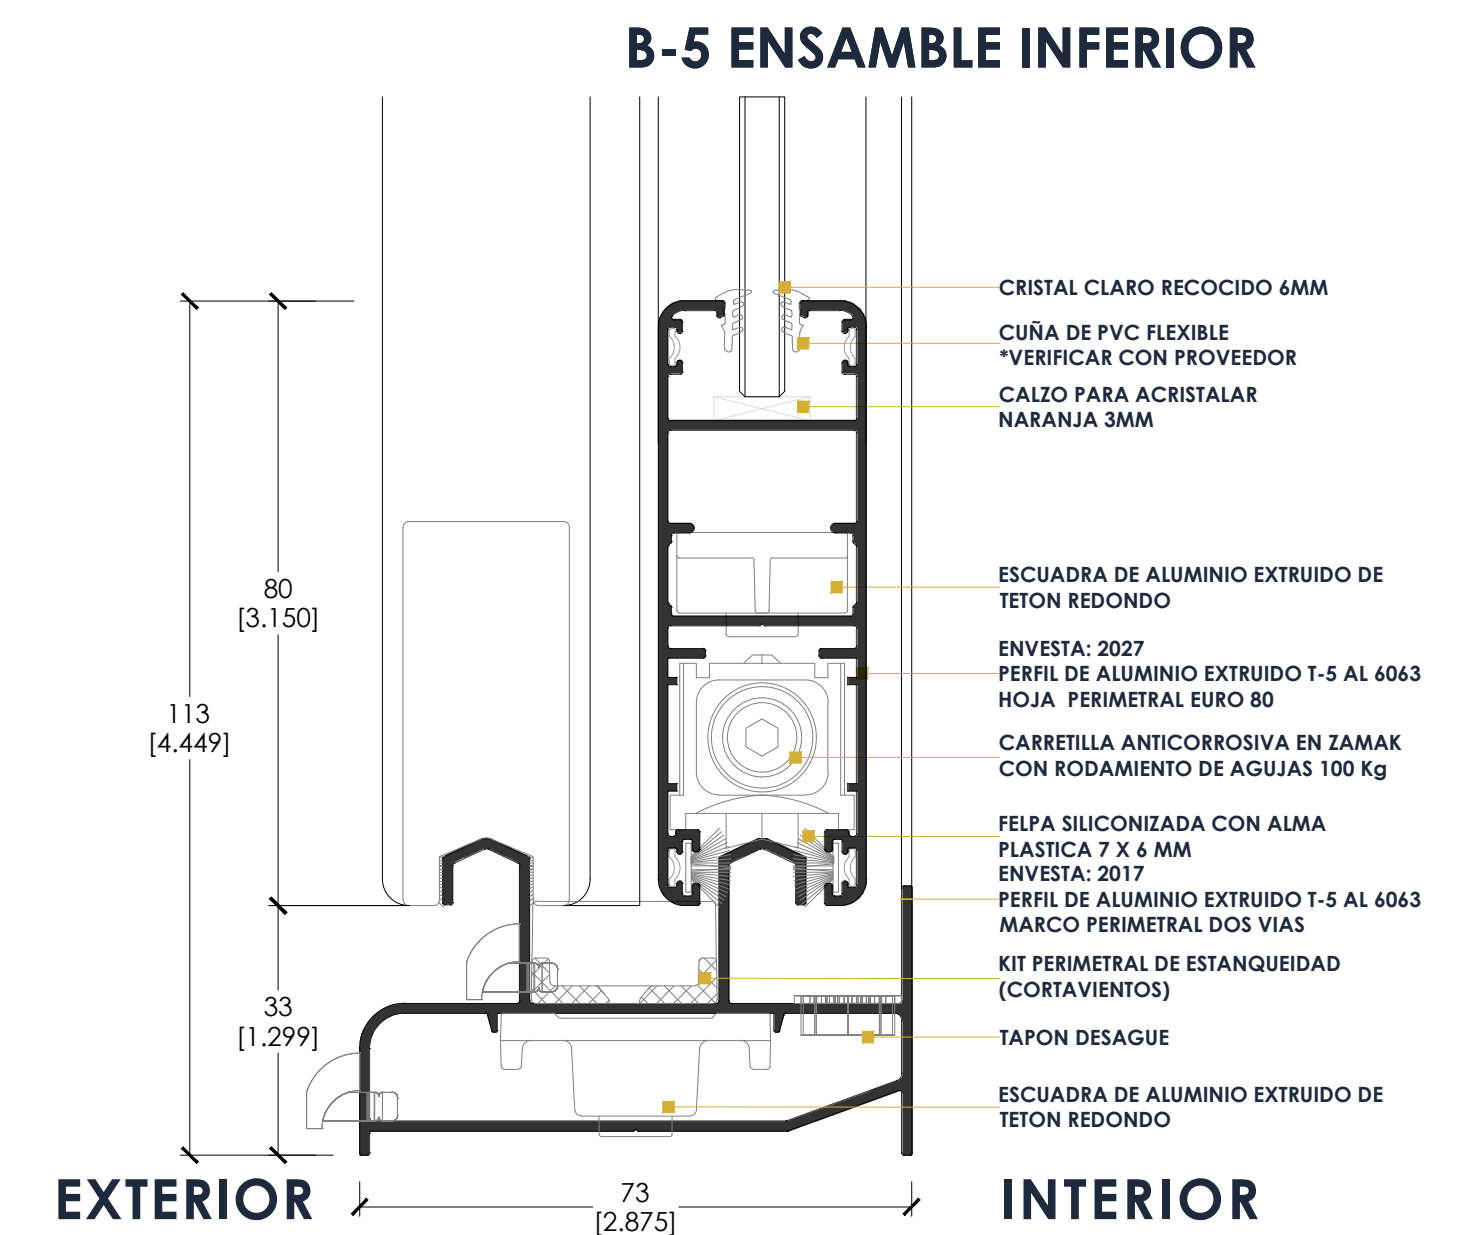 B-5 ENSAMBLE INFERIOR
CRISTAL CLARO RECOCIDO 6MM
CUÑA DE PVC FLEXIBLE
*VERIFICAR CON PROVEEDOR
CALZO PARA ACRISTALAR
NARANJA 3MM
ESCUADRA DE ALUMINIO EXTRUIDO DE
TETON REDONDO
ENVESTA: 2027
PERFIL DE ALUMINIO EXTRUIDO T-5 AL 6063
HOJA PERIMETRAL EURO 80
CARRETILLA ANTICORROSIVA EN ZAMAK
CON RODAMIENTO DE AGUJAS 100 Kg
FELPA SILICONIZADA CON ALMA
PLASTICA 7 X 6 MM
ENVESTA: 2017
PERFIL DE ALUMINIO EXTRUIDO T-5 AL 6063
MARCO PERIMETRAL DOS VIAS
KIT PERIMETRAL DE ESTANQUEIDAD
(CORTAVIENTOS)
TAPON DESAGUE
ESCUADRA DE ALUMINIO EXTRUIDO DE
TETON REDONDO
80
[3.150]
113
[4.449]
33
[1.299]
73
[2.875]
EXTERIOR
INTERIOR